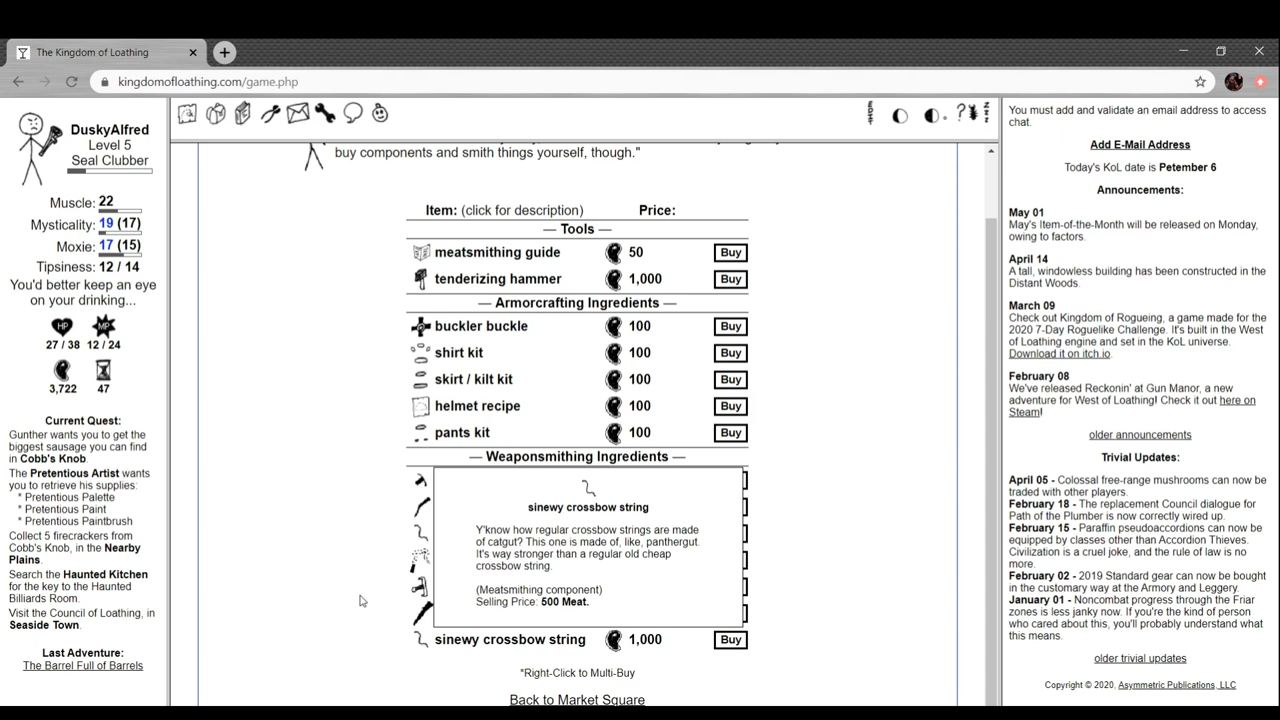 The Kingdom of Loathing
kingdomofloathing.com/game.php
DuskyAlfred
Level 5
Seal Clubber
Muscle: 22
Mysticality: 19 (17)
Moxie: 17 (15)
Tipsiness: 12 / 14
You'd better keep an eye
on your drinking...
HP MP
27 / 38 12 / 24
3,722 47
Current Quest:
Gunther wants you to get the
biggest sausage you can find
in Cobb's Knob.
The Pretentious Artist wants
you to retrieve his supplies:
* Pretentious Palette
* Pretentious Paint
* Pretentious Paintbrush
Collect 5 firecrackers from
Cobb's Knob, in the Nearby
Plains.
Search the Haunted Kitchen
for the key to the Haunted
Billiards Room.
Visit the Council of Loathing, in
Seaside Town.
Last Adventure:
The Barrel Full of Barrels
buy components and smith things yourself, though."
Item: (click for description) Price:
— Tools —
meatsmithing guide 50 Buy
tenderizing hammer 1,000 Buy
— Armorcrafting Ingredients —
buckler buckle 100 Buy
shirt kit 100 Buy
skirt / kilt kit 100 Buy
helmet recipe 100 Buy
pants kit 100 Buy
— Weaponsmithing Ingredients —
sinewy crossbow string
Y'know how regular crossbow strings are made
of catgut? This one is made of, like, panthergut.
It's way stronger than a regular old cheap
crossbow string.
(Meatsmithing component)
Selling Price: 500 Meat.
sinewy crossbow string 1,000 Buy
*Right-Click to Multi-Buy
Back to Market Square
You must add and validate an email address to access
chat.
Add E-Mail Address
Today's KoL date is Petember 6
Announcements:
May 01
May's Item-of-the-Month will be released on Monday,
owing to factors.
April 14
A tall, windowless building has been constructed in the
Distant Woods.
March 09
Check out Kingdom of Rogueing, a game made for the
2020 7-Day Roguelike Challenge. It's built in the West
of Loathing engine and set in the KoL universe.
Download it on itch.io.
February 08
We've released Reckonin' at Gun Manor, a new
adventure for West of Loathing! Check it out here on
Steam!
older announcements
Trivial Updates:
April 05 - Colossal free-range mushrooms can now be
traded with other players.
February 18 - The replacement Council dialogue for
Path of the Plumber is now correctly wired up.
February 15 - Paraffin pseudoaccordions can now be
equipped by classes other than Accordion Thieves.
Civilization is a cruel joke, and the rule of law is no
more.
February 02 - 2019 Standard gear can now be bought
in the customary way at the Armory and Leggery.
January 01 - Noncombat progress through the Friar
zones is less janky now. If you're the kind of person
who cared about this, you'll probably understand what
this means.
older trivial updates
Copyright © 2020, Asymmetric Publications, LLC